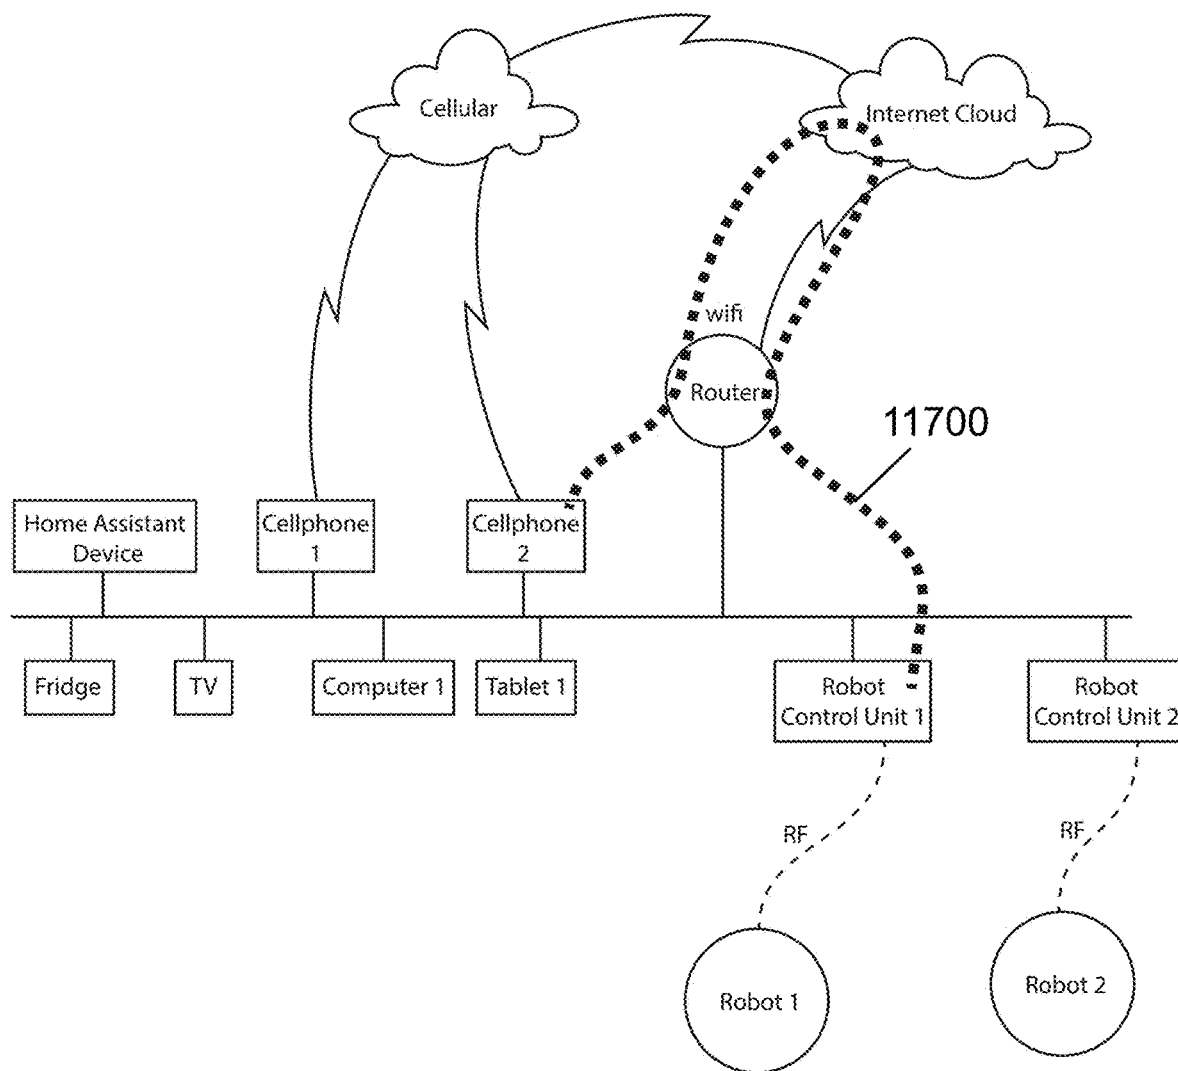 Cellular
Internet Cloud
wifi
Router
11700
Home Assistant
Device
Cellphone
1
Cellphone
2
Fridge
TV
Computer 1
Tablet 1
Robot
Control Unit 1
Robot
Control Unit 2
RF
RF
Robot 1
Robot 2